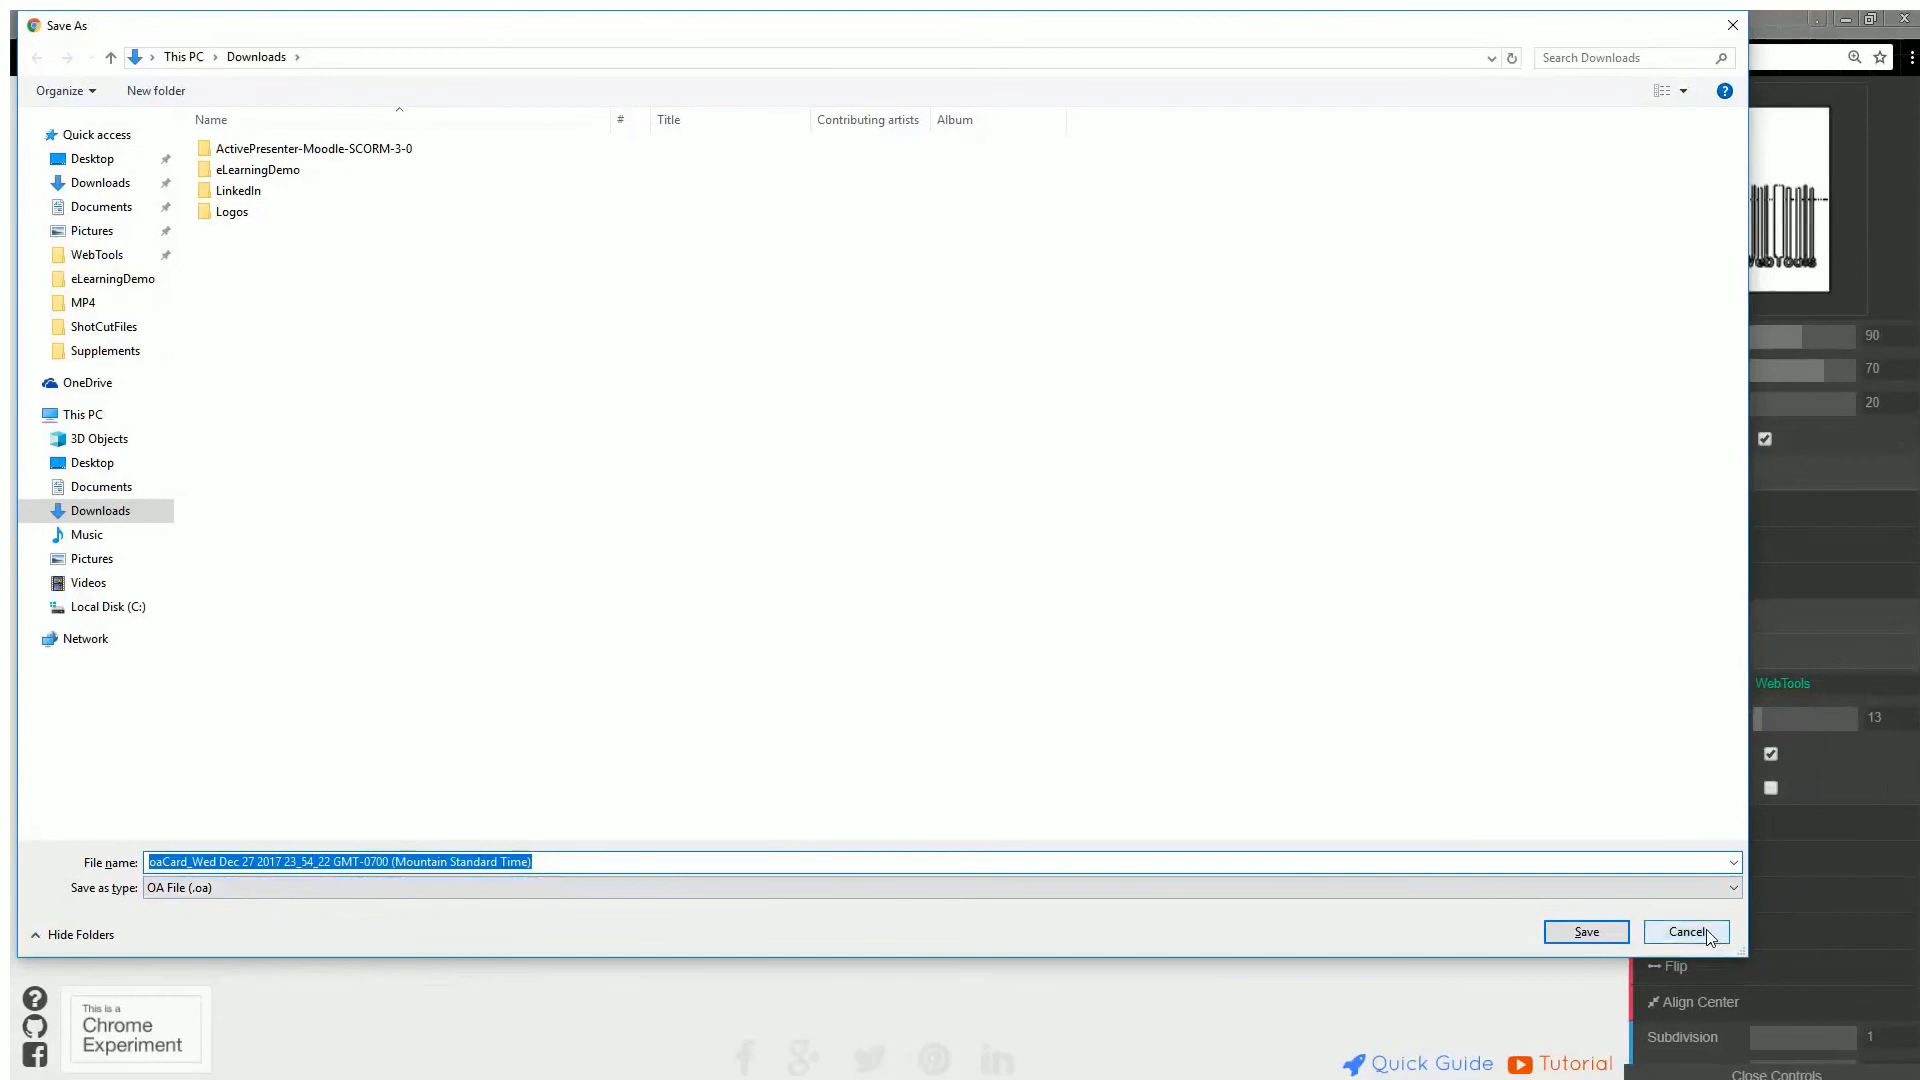 Save As
This PC Downloads
Search Downloads
Organize New folder
?
Name # Title Contributing artists Album
Quick access
Desktop
Downloads
Documents
Pictures
WebTools
eLearningDemo
MP4
ShotCutFiles
Supplements
OneDrive
This PC
3D Objects
Desktop
Documents
Downloads
Music
Pictures
Videos
Local Disk (C:)
Network
ActivePresenter-Moodle-SCORM-3-0
eLearningDemo
LinkedIn
Logos
WebTools
90
70
20
WebTools
13
File name: oaCard_Wed Dec 27 2017 23_54_22 GMT-0700 (Mountain Standard Time)
Save as type: OA File (.oa)
Hide Folders
Save Cancel
Flip
Align Center
Subdivision 1
Close Controls
?
This is a
Chrome
Experiment
Quick Guide Tutorial